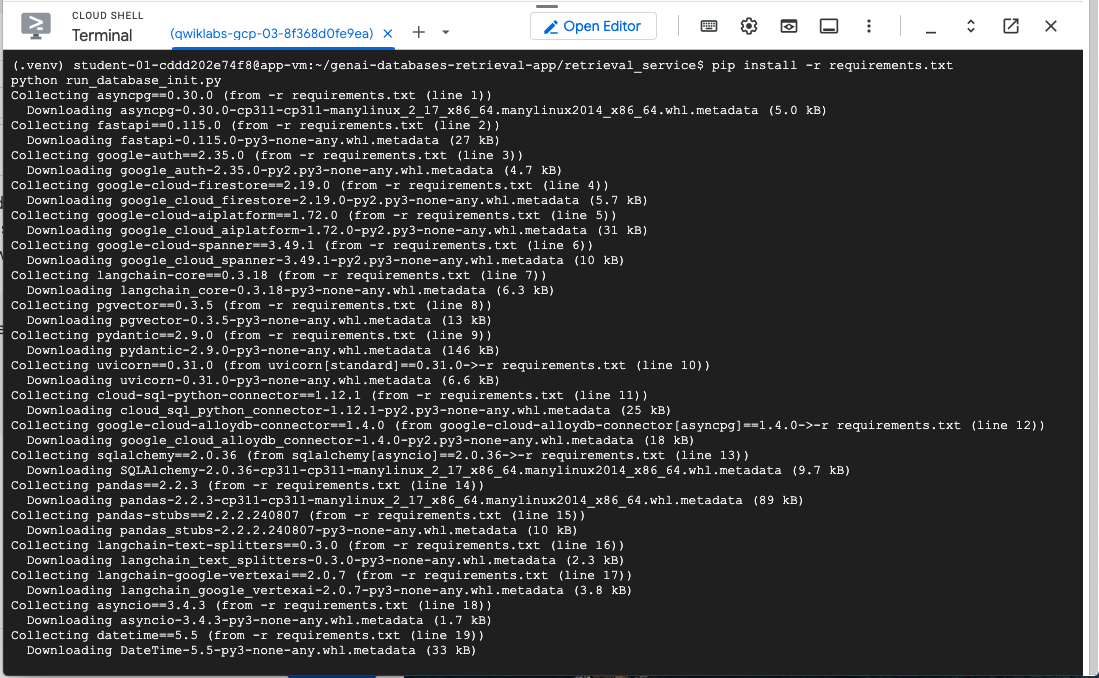 CLOUD SHELL
Terminal
(qwiklabs-gcp-03-8f368d0fe9ea)
Open Editor
(.venv) student-01-cddd202e74f8@app-vm:~/genai-databases-retrieval-app/retrieval_service$ pip install -r requirements.txt
python run_database_init.py
Collecting asyncpg==0.30.0 (from -r requirements.txt (line 1))
  Downloading asyncpg-0.30.0-cp311-cp311-manylinux_2_17_x86_64.manylinux2014_x86_64.whl.metadata (5.0 kB)
Collecting fastapi==0.115.0 (from -r requirements.txt (line 2))
  Downloading fastapi-0.115.0-py3-none-any.whl.metadata (27 kB)
Collecting google-auth==2.35.0 (from -r requirements.txt (line 3))
  Downloading google_auth-2.35.0-py2.py3-none-any.whl.metadata (4.7 kB)
Collecting google-cloud-firestore==2.19.0 (from -r requirements.txt (line 4))
  Downloading google_cloud_firestore-2.19.0-py2.py3-none-any.whl.metadata (5.7 kB)
Collecting google-cloud-aiplatform==1.72.0 (from -r requirements.txt (line 5))
  Downloading google_cloud_aiplatform-1.72.0-py2.py3-none-any.whl.metadata (31 kB)
Collecting google-cloud-spanner==3.49.1 (from -r requirements.txt (line 6))
  Downloading google_cloud_spanner-3.49.1-py2.py3-none-any.whl.metadata (10 kB)
Collecting langchain-core==0.3.18 (from -r requirements.txt (line 7))
  Downloading langchain_core-0.3.18-py3-none-any.whl.metadata (6.3 kB)
Collecting pgvector==0.3.5 (from -r requirements.txt (line 8))
  Downloading pgvector-0.3.5-py3-none-any.whl.metadata (13 kB)
Collecting pydantic==2.9.0 (from -r requirements.txt (line 9))
  Downloading pydantic-2.9.0-py3-none-any.whl.metadata (146 kB)
Collecting uvicorn==0.31.0 (from uvicorn[standard]==0.31.0->-r requirements.txt (line 10))
  Downloading uvicorn-0.31.0-py3-none-any.whl.metadata (6.6 kB)
Collecting cloud-sql-python-connector==1.12.1 (from -r requirements.txt (line 11))
  Downloading cloud_sql_python_connector-1.12.1-py2.py3-none-any.whl.metadata (25 kB)
Collecting google-cloud-alloydb-connector==1.4.0 (from google-cloud-alloydb-connector[asyncpg]==1.4.0->-r requirements.txt (line 12))
  Downloading google_cloud_alloydb_connector-1.4.0-py2.py3-none-any.whl.metadata (18 kB)
Collecting sqlalchemy==2.0.36 (from sqlalchemy[asyncio]==2.0.36->-r requirements.txt (line 13))
  Downloading SQLAlchemy-2.0.36-cp311-cp311-manylinux_2_17_x86_64.manylinux2014_x86_64.whl.metadata (9.7 kB)
Collecting pandas==2.2.3 (from -r requirements.txt (line 14))
  Downloading pandas-2.2.3-cp311-cp311-manylinux_2_17_x86_64.manylinux2014_x86_64.whl.metadata (89 kB)
Collecting pandas-stubs==2.2.2.240807 (from -r requirements.txt (line 15))
  Downloading pandas_stubs-2.2.2.240807-py3-none-any.whl.metadata (10 kB)
Collecting langchain-text-splitters==0.3.0 (from -r requirements.txt (line 16))
  Downloading langchain_text_splitters-0.3.0-py3-none-any.whl.metadata (2.3 kB)
Collecting langchain-google-vertexai==2.0.7 (from -r requirements.txt (line 17))
  Downloading langchain_google_vertexai-2.0.7-py3-none-any.whl.metadata (3.8 kB)
Collecting asyncio==3.4.3 (from -r requirements.txt (line 18))
  Downloading asyncio-3.4.3-py3-none-any.whl.metadata (1.7 kB)
Collecting datetime==5.5 (from -r requirements.txt (line 19))
  Downloading DateTime-5.5-py3-none-any.whl.metadata (33 kB)